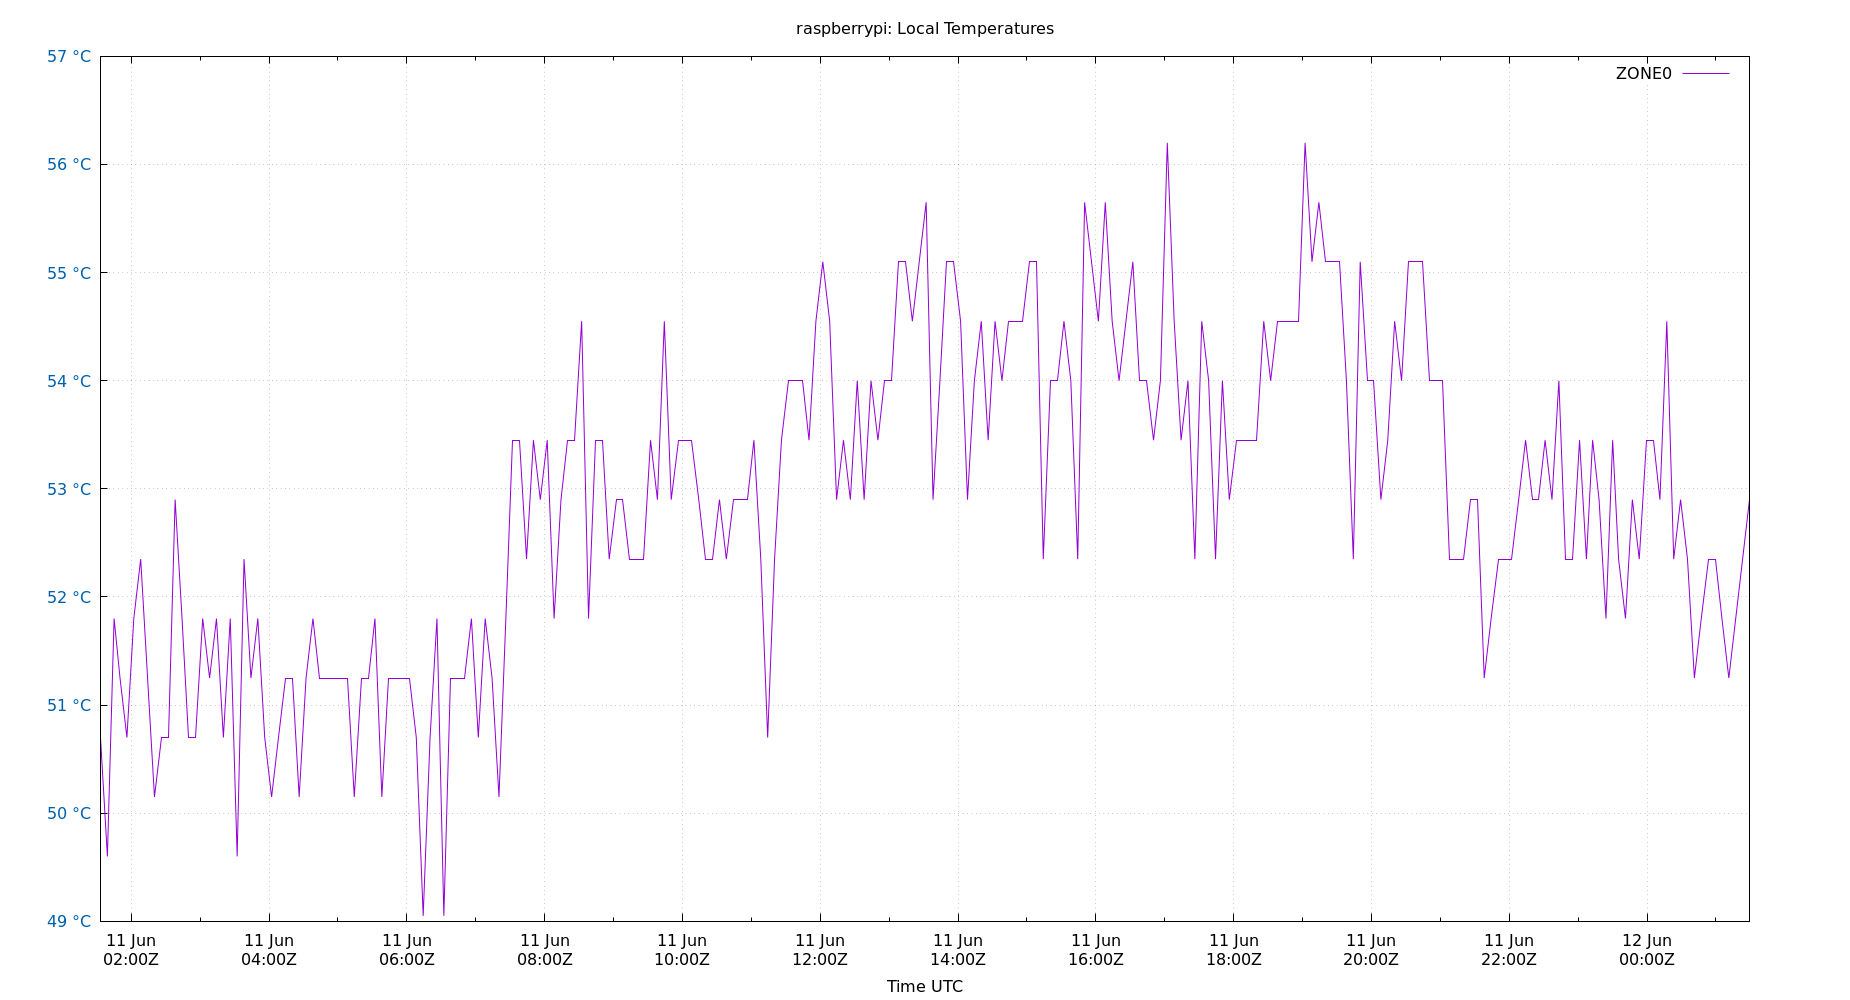 raspberrypi: Local Temperatures
57 °C
ZONE0
56 °C
55 °C
54 °C
53 °C
52 °C
51 °C
50 °C
49 °C
11 Jun 11 Jun 11 Jun 11 Jun 11 Jun 11 Jun 11 Jun 11 Jun 11 Jun 11 Jun 11 Jun 12 Jun
02:00Z 04:00Z 06:00Z 08:00Z 10:00Z 12:00Z 14:00Z 16:00Z 18:00Z 20:00Z 22:00Z 00:00Z
Time UTC